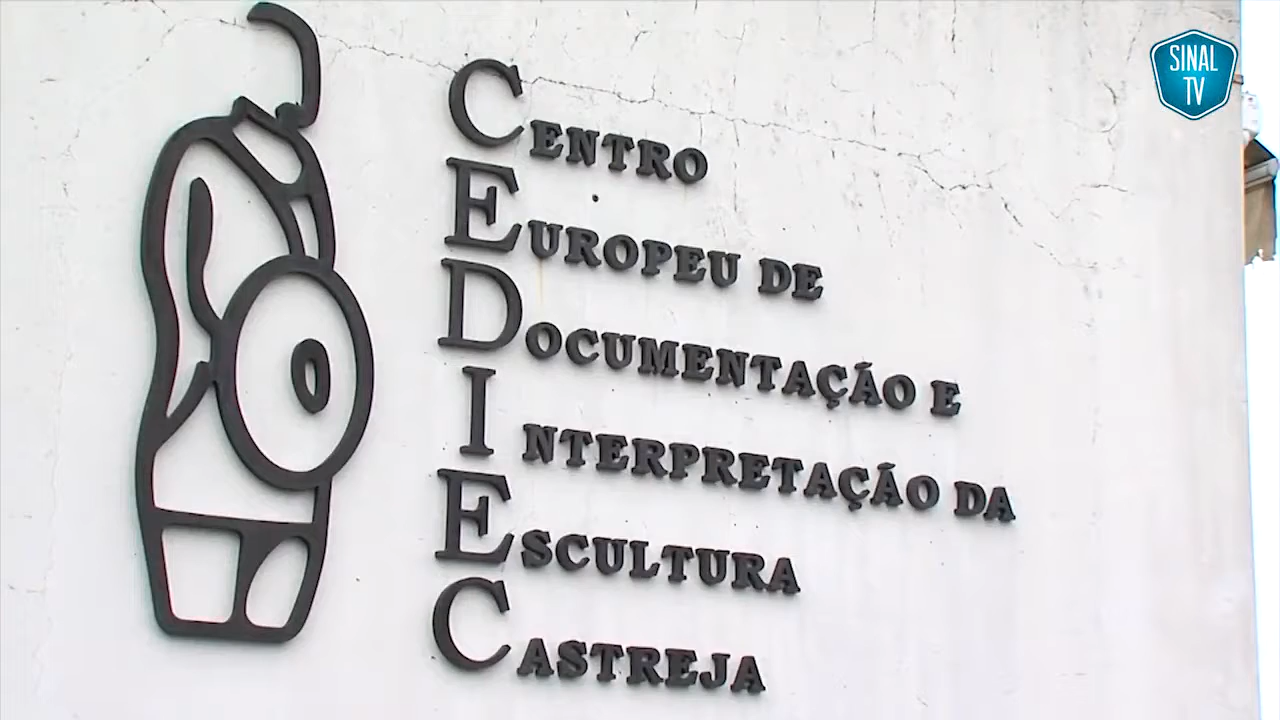 SINAL
TV
CENTRO
EUROPEU DE
DOCUMENTAÇÃO E
INTERPRETAÇÃO DA
ESCULTURA
CASTREJA